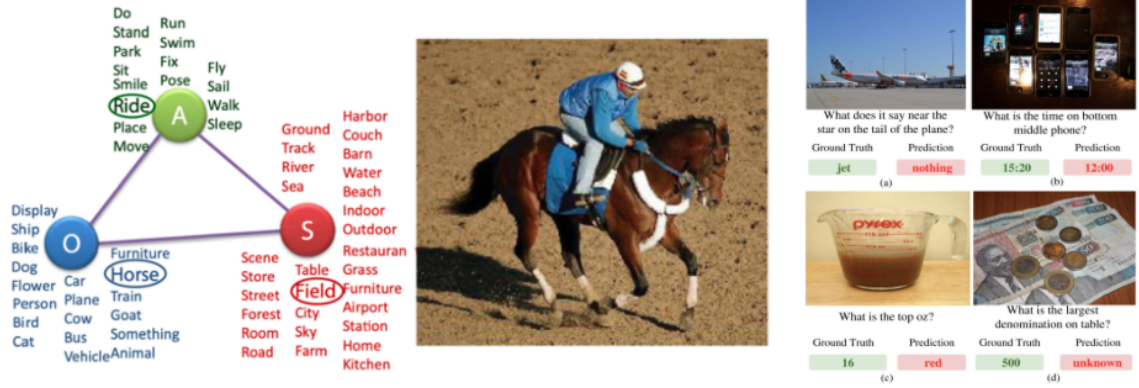 Do
Stand
Park
Sit
Smile
Ride
Place
Move
Run
Swim
Fix
Pose
Fly
Sail
Walk
Sleep
A
O
S
Display
Ship
Bike
Dog
Flower
Person
Bird
Cat
Car
Plane
Cow
Bus
Vehicle
Furniture
Horse
Train
Goat
Something
Animal
Ground
Track
River
Sea
Harbor
Couch
Barn
Water
Beach
Indoor
Outdoor
Restauran
Grass
Furniture
Airport
Station
Home
Kitchen
Scene
Store
Street
Forest
Room
Road
Table
Field
City
Sky
Farm
What does it say near the
star on the tail of the plane?
Ground Truth Prediction
jet nothing
(a)
What is the time on bottom
middle phone?
Ground Truth Prediction
15:20 12:00
(b)
PYREX
What is the top oz?
Ground Truth Prediction
16 red
(c)
What is the largest
denomination on table?
Ground Truth Prediction
500 unknown
(d)